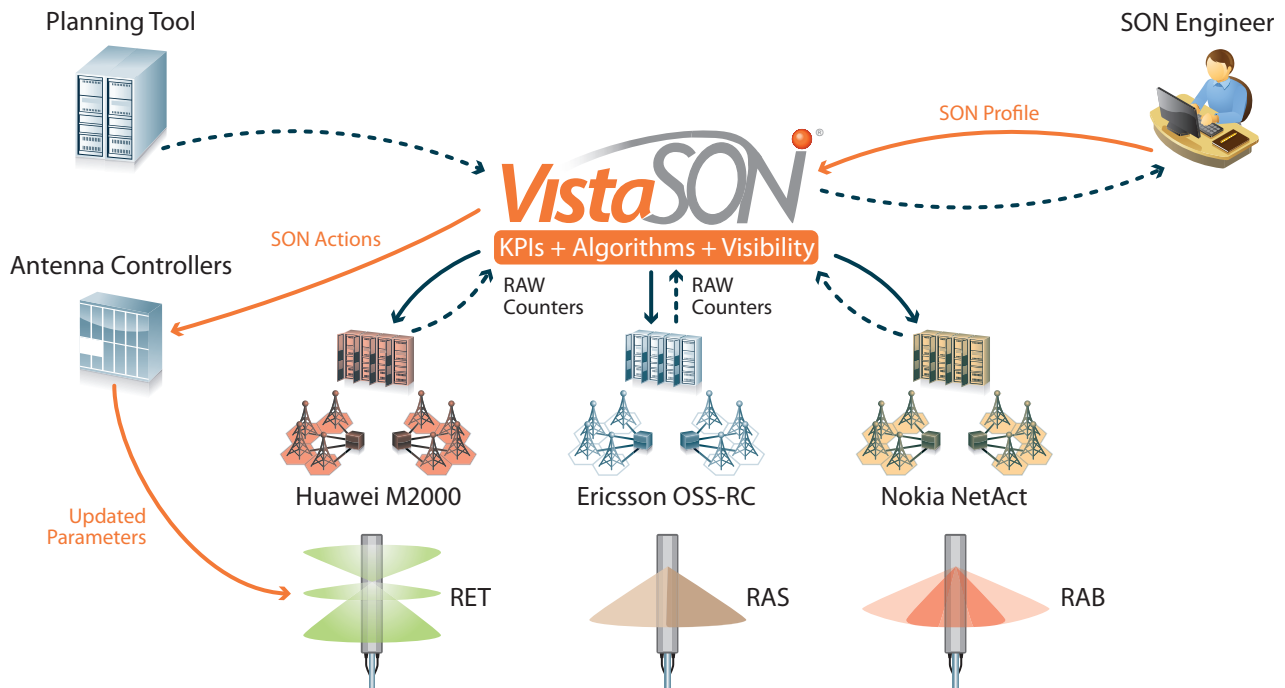 Planning Tool
SON Engineer
SON Profile
VistaSON®
KPIs + Algorithms + Visibility
SON Actions
Antenna Controllers
RAW
Counters
RAW
Counters
Huawei M2000
Ericsson OSS-RC
Nokia NetAct
Updated
Parameters
RET
RAS
RAB